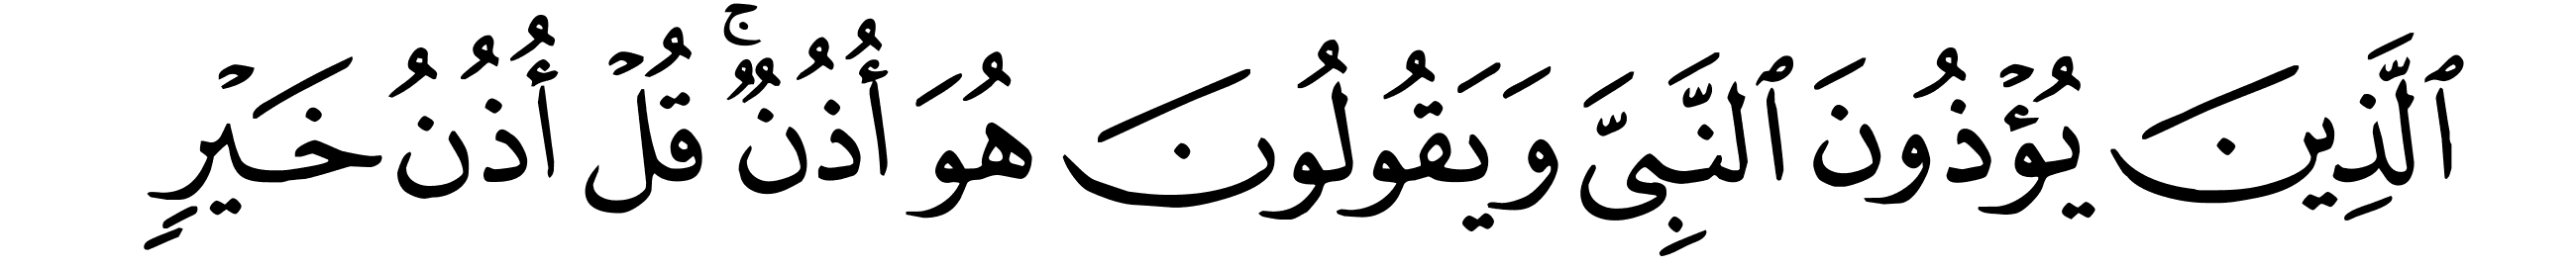 ٱلَّذِينَ يُؤْذُونَ ٱلنَّبِىَّ وَيَقُولُونَ هُوَ أُذُنٌۭ ۚ قُلْ أُذُنُ خَيْرٍۢ